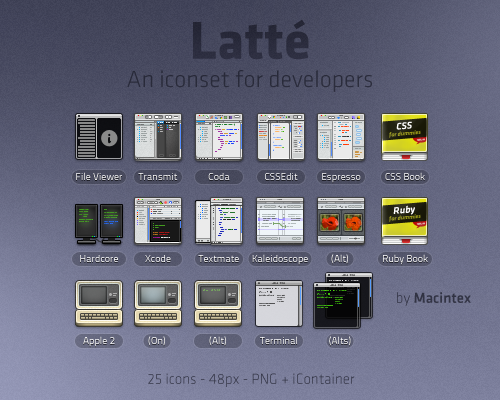 Latté
An iconset for developers
CSS
for dummies
File Viewer
Transmit
Coda
CSSEdit
Espresso
CSS Book
Ruby
for dummies
Hardcore
Xcode
Textmate
Kaleidoscope
(Alt)
Ruby Book
by Macintex
Apple 2
(On)
(Alt)
Terminal
(Alts)
25 icons - 48px - PNG + iContainer